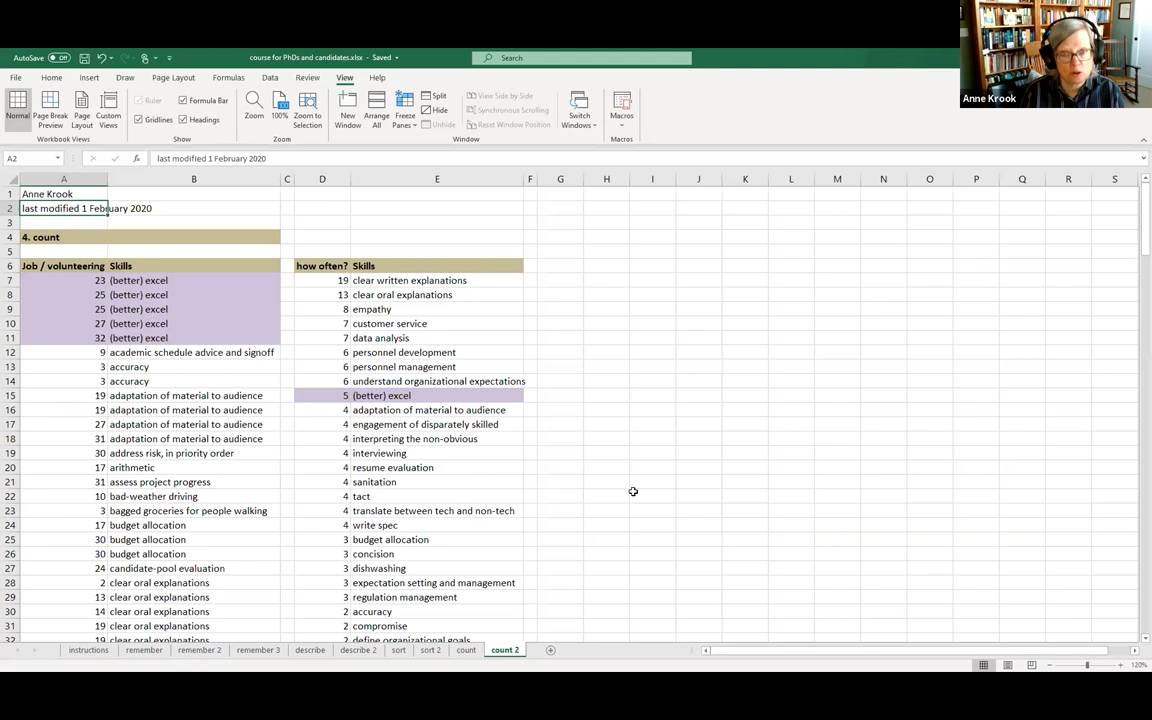 AutoSave Off course for PhDs and candidates.xlsx - Saved Search
File Home Insert Draw Page Layout Formulas Data Review View Help
Normal Page Break Preview Page Layout Custom Views Ruler Formula Bar Gridlines Headings Zoom 100% Zoom to Selection New Window Arrange All Freeze Panes Split Hide Unhide View Side by Side Synchronous Scrolling Reset Window Position Switch Windows Macros
Workbook Views Show Zoom Window Macros
Anne Krook
A2 fx last modified 1 February 2020
A B C D E F G H I J K L M N O P Q R S
1 Anne Krook
2 last modified 1 February 2020
3
4 4. count
5
6 Job / volunteering Skills how often? Skills
7 23 (better) excel 19 clear written explanations
8 25 (better) excel 13 clear oral explanations
9 25 (better) excel 8 empathy
10 27 (better) excel 7 customer service
11 32 (better) excel 7 data analysis
12 9 academic schedule advice and signoff 6 personnel development
13 3 accuracy 6 personnel management
14 3 accuracy 6 understand organizational expectations
15 19 adaptation of material to audience 5 (better) excel
16 19 adaptation of material to audience 4 adaptation of material to audience
17 27 adaptation of material to audience 4 engagement of disparately skilled
18 31 adaptation of material to audience 4 interpreting the non-obvious
19 30 address risk, in priority order 4 interviewing
20 17 arithmetic 4 resume evaluation
21 31 assess project progress 4 sanitation
22 10 bad-weather driving 4 tact
23 3 bagged groceries for people walking 4 translate between tech and non-tech
24 17 budget allocation 4 write spec
25 30 budget allocation 3 budget allocation
26 30 budget allocation 3 concision
27 24 candidate-pool evaluation 3 dishwashing
28 2 clear oral explanations 3 expectation setting and management
29 13 clear oral explanations 3 regulation management
30 14 clear oral explanations 2 accuracy
31 19 clear oral explanations 2 compromise
32 19 clear oral explanations 2 define organizational goals
instructions remember remember 2 remember 3 describe describe 2 sort sort 2 count count 2
120%